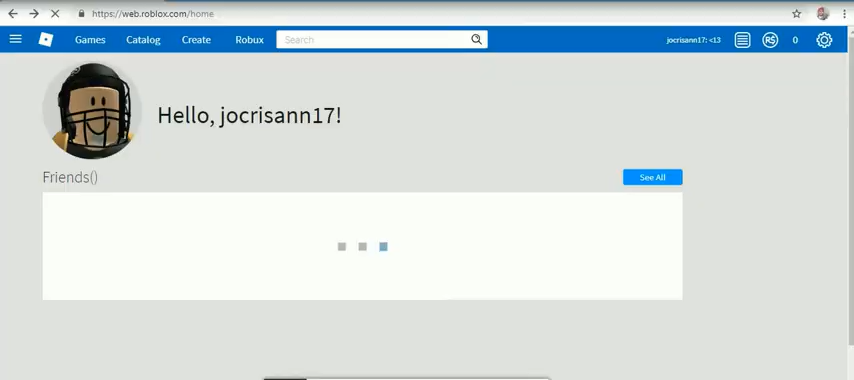 https://web.roblox.com/home
Games Catalog Create Robux Search jocrisann17: <13 R$ 0
Hello, jocrisann17!
Friends() See All